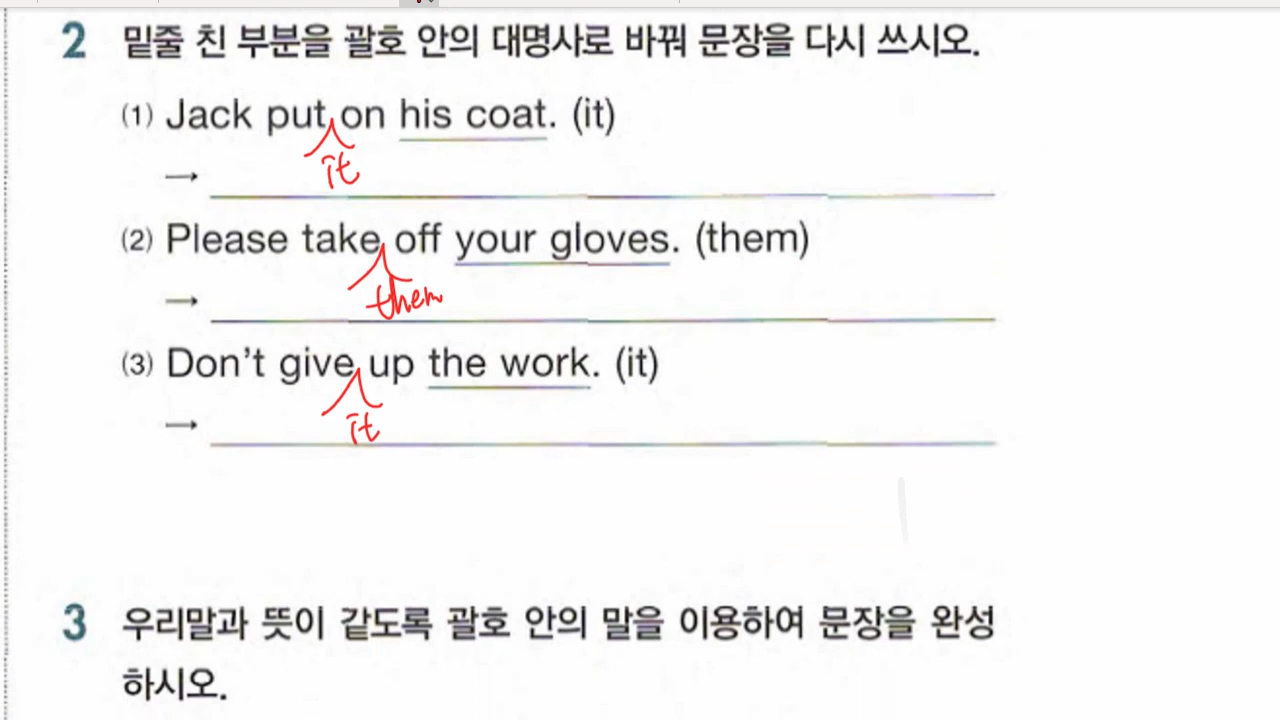 2 밑줄 친 부분을 괄호 안의 대명사로 바꿔 문장을 다시 쓰시오.
(1) Jack put on his coat. (it)
it
→
(2) Please take off your gloves. (them)
them
→
(3) Don't give up the work. (it)
it
→
3 우리말과 뜻이 같도록 괄호 안의 말을 이용하여 문장을 완성
하시오.